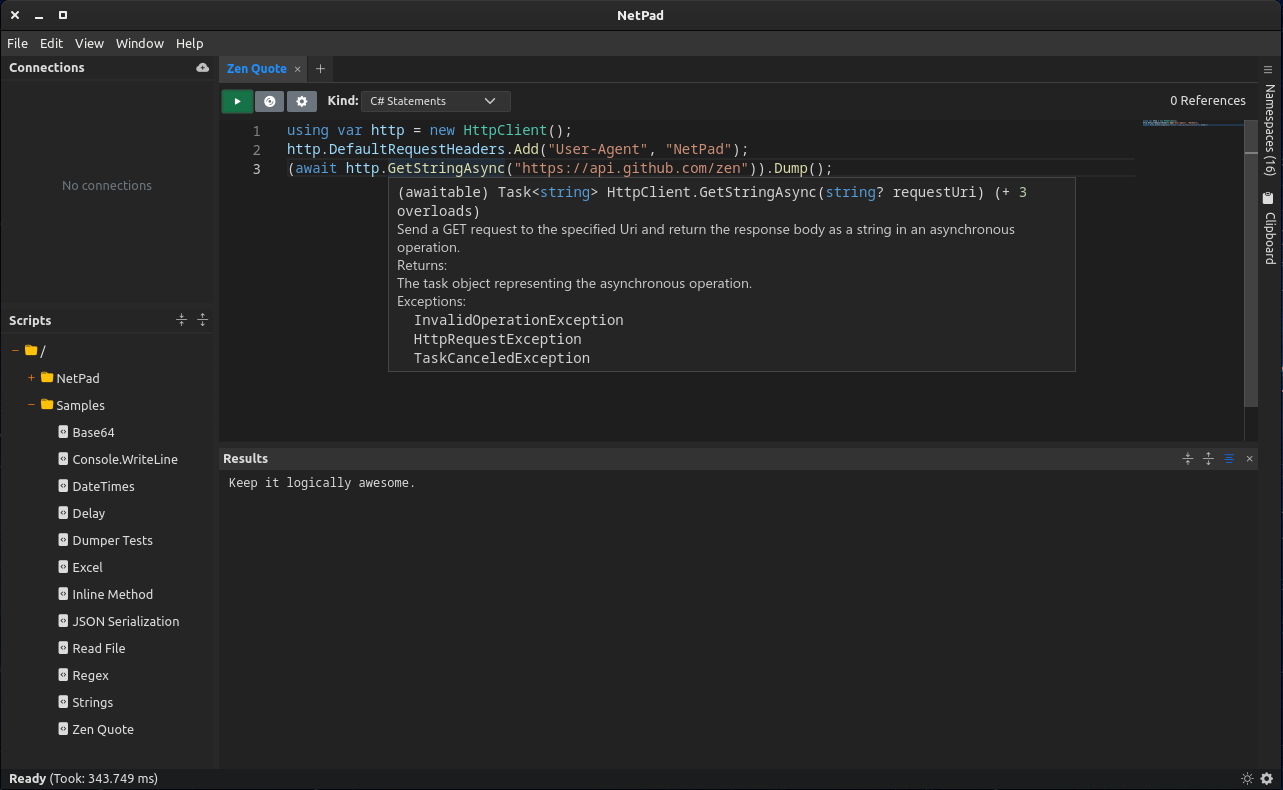 NetPad
File Edit View Window Help
Connections
No connections
Scripts
/
NetPad
Samples
Base64
Console.WriteLine
DateTimes
Delay
Dumper Tests
Excel
Inline Method
JSON Serialization
Read File
Regex
Strings
Zen Quote
Zen Quote × +
Kind: C# Statements 0 References
1 using var http = new HttpClient();
2 http.DefaultRequestHeaders.Add("User-Agent", "NetPad");
3 (await http.GetStringAsync("https://api.github.com/zen")).Dump();
(awaitable) Task<string> HttpClient.GetStringAsync(string? requestUri) (+ 3
overloads)
Send a GET request to the specified Uri and return the response body as a string in an asynchronous
operation.
Returns:
The task object representing the asynchronous operation.
Exceptions:
InvalidOperationException
HttpRequestException
TaskCanceledException
Results
Keep it logically awesome.
Namespaces (16)
Clipboard
Ready (Took: 343.749 ms)